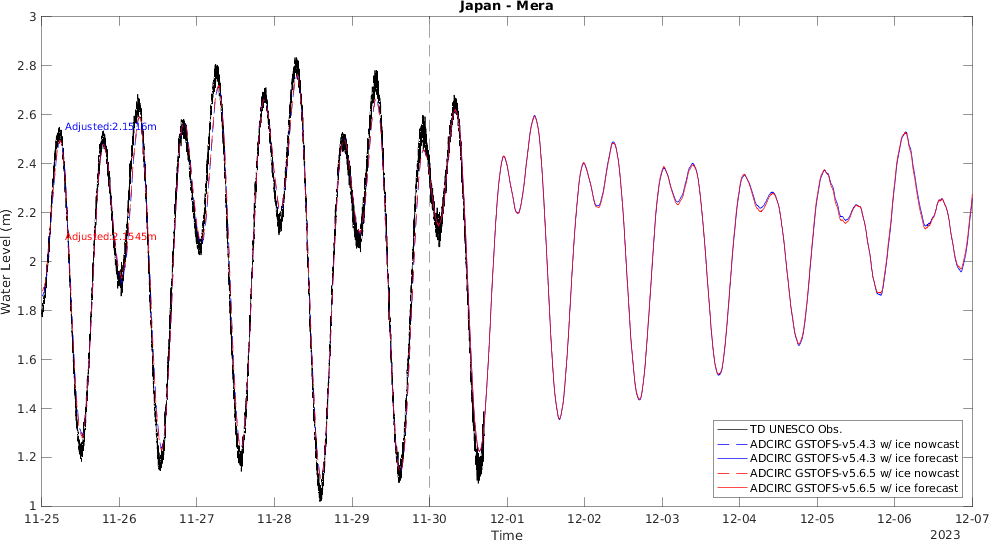 Japan - Mera
Water Level (m)
3
2.8
2.6
2.4
2.2
2
1.8
1.6
1.4
1.2
1
Adjusted:2.1516m
Adjusted:2.1545m
TD UNESCO Obs.
ADCIRC GSTOFS-v5.4.3 w/ ice nowcast
ADCIRC GSTOFS-v5.4.3 w/ ice forecast
ADCIRC GSTOFS-v5.6.5 w/ ice nowcast
ADCIRC GSTOFS-v5.6.5 w/ ice forecast
11-25 11-26 11-27 11-28 11-29 11-30 12-01 12-02 12-03 12-04 12-05 12-06 12-07
Time
2023